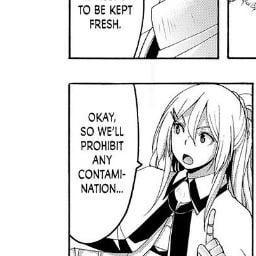 TO BE KEPT
FRESH.
OKAY,
SO WE'LL
PROHIBIT
ANY
CONTAMI-
NATION...